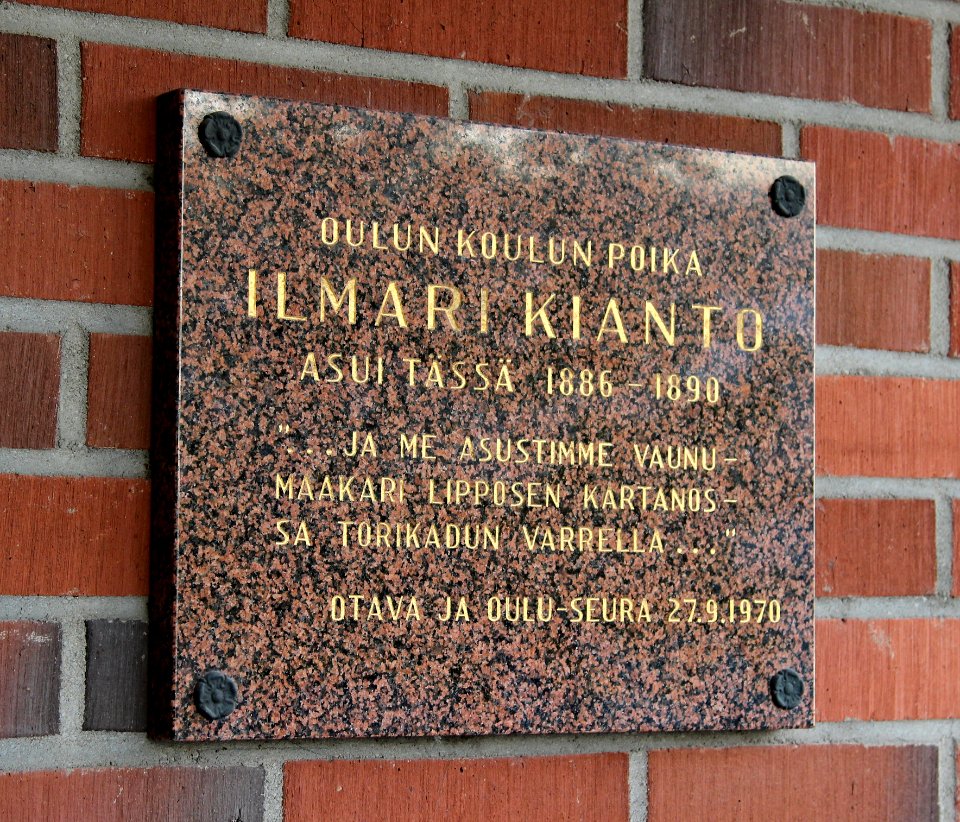 OULUN KOULUN POIKA
ILMARI KIANTO
ASUI TÄSSÄ 1886 – 1890
"...JA ME ASUSTIMME VAUNU-
MAAKARI LIPPOSEN KARTANOS-
SA TORIKADUN VARRELLA..."
OTAVA JA OULU-SEURA 27.9.1970